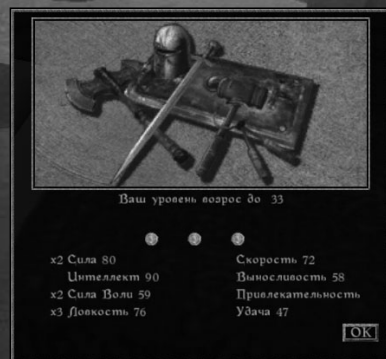 Ваш уровень возрос до 33
x2 Сила 80
Интеллект 90
x2 Сила Воли 59
x3 Ловкость 76
Скорость 72
Выносливость 58
Привлекательность
Удача 47
OK